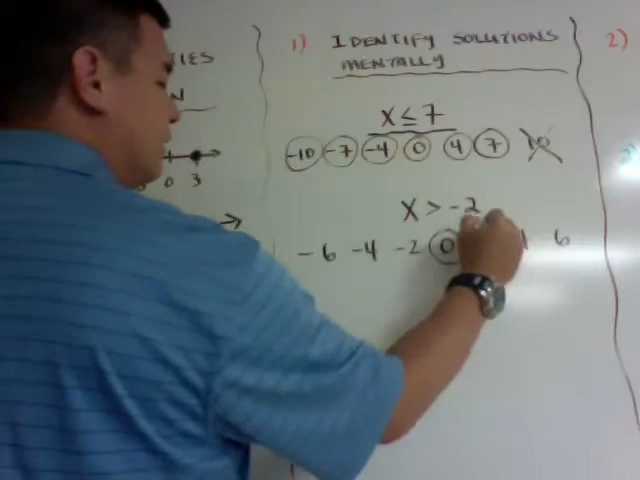 TIES
N
0 3
1) IDENTIFY SOLUTIONS
MENTALLY
X ≤ 7
-10 -7 -4 0 4 7 10
X > -2
-6 -4 -2 0 6
2)